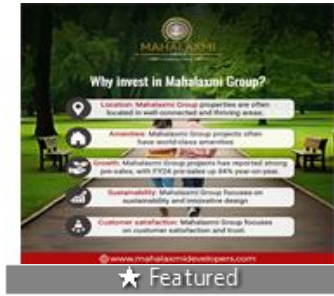 MAHALAXMI
Why invest in Mahalaxmi Group?
Location: Mahalaxmi Group properties are often
located in well-connected and thriving areas.
Amenities: Mahalaxmi Group projects often
have world-class amenities
Growth: Mahalaxmi Group projects has reported strong
pre-sales, with FY24 pre-sales up 84% year-on-year.
Sustainability: Mahalaxmi Group focuses on
sustainability and innovative design
Customer satisfaction: Mahalaxmi Group focuses
on customer satisfaction and trust.
www.mahalaxmidevelopers.com
★ Featured